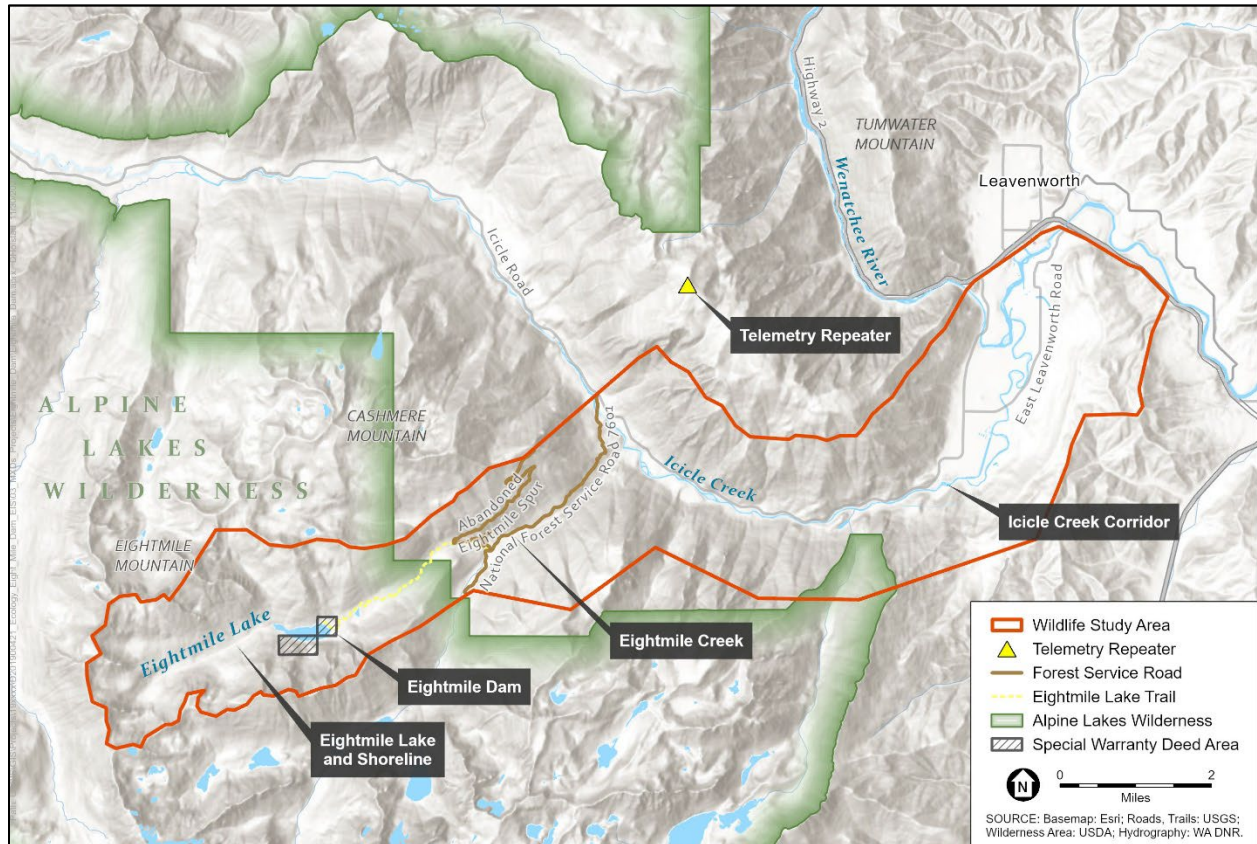 Highway 2
TUMWATER
MOUNTAIN
Wenatchee River
Leavenworth
Icicle Road
East Leavenworth Road
Telemetry Repeater
ALPINE
LAKES
WILDERNESS
CASHMERE
MOUNTAIN
National Forest Service Road 7601
Abandoned
Eightmile Spur
Icicle Creek
Icicle Creek Corridor
EIGHTMILE
MOUNTAIN
Eightmile Lake
Eightmile Creek
Eightmile Dam
Eightmile Lake
and Shoreline
Wildlife Study Area
Telemetry Repeater
Forest Service Road
Eightmile Lake Trail
Alpine Lakes Wilderness
Special Warranty Deed Area
N
0 2
Miles
SOURCE: Basemap: Esri; Roads, Trails: USGS;
Wilderness Area: USDA; Hydrography: WA DNR.